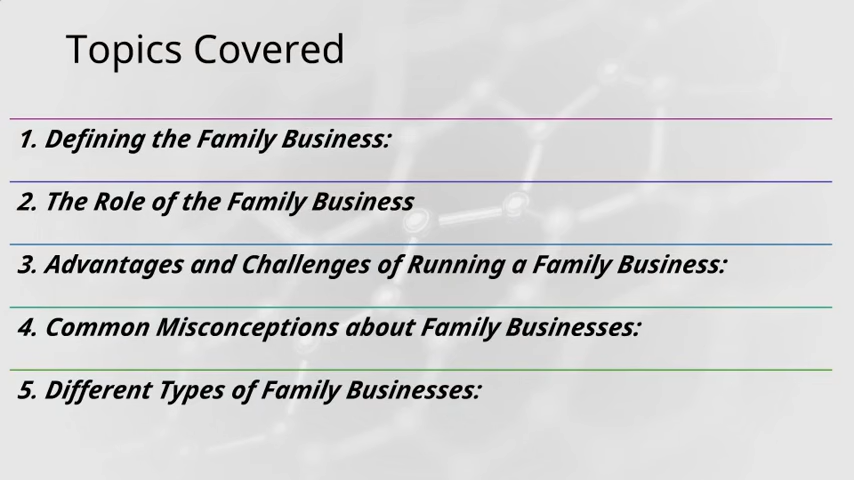 Topics Covered
1. Defining the Family Business:
2. The Role of the Family Business
3. Advantages and Challenges of Running a Family Business:
4. Common Misconceptions about Family Businesses:
5. Different Types of Family Businesses: